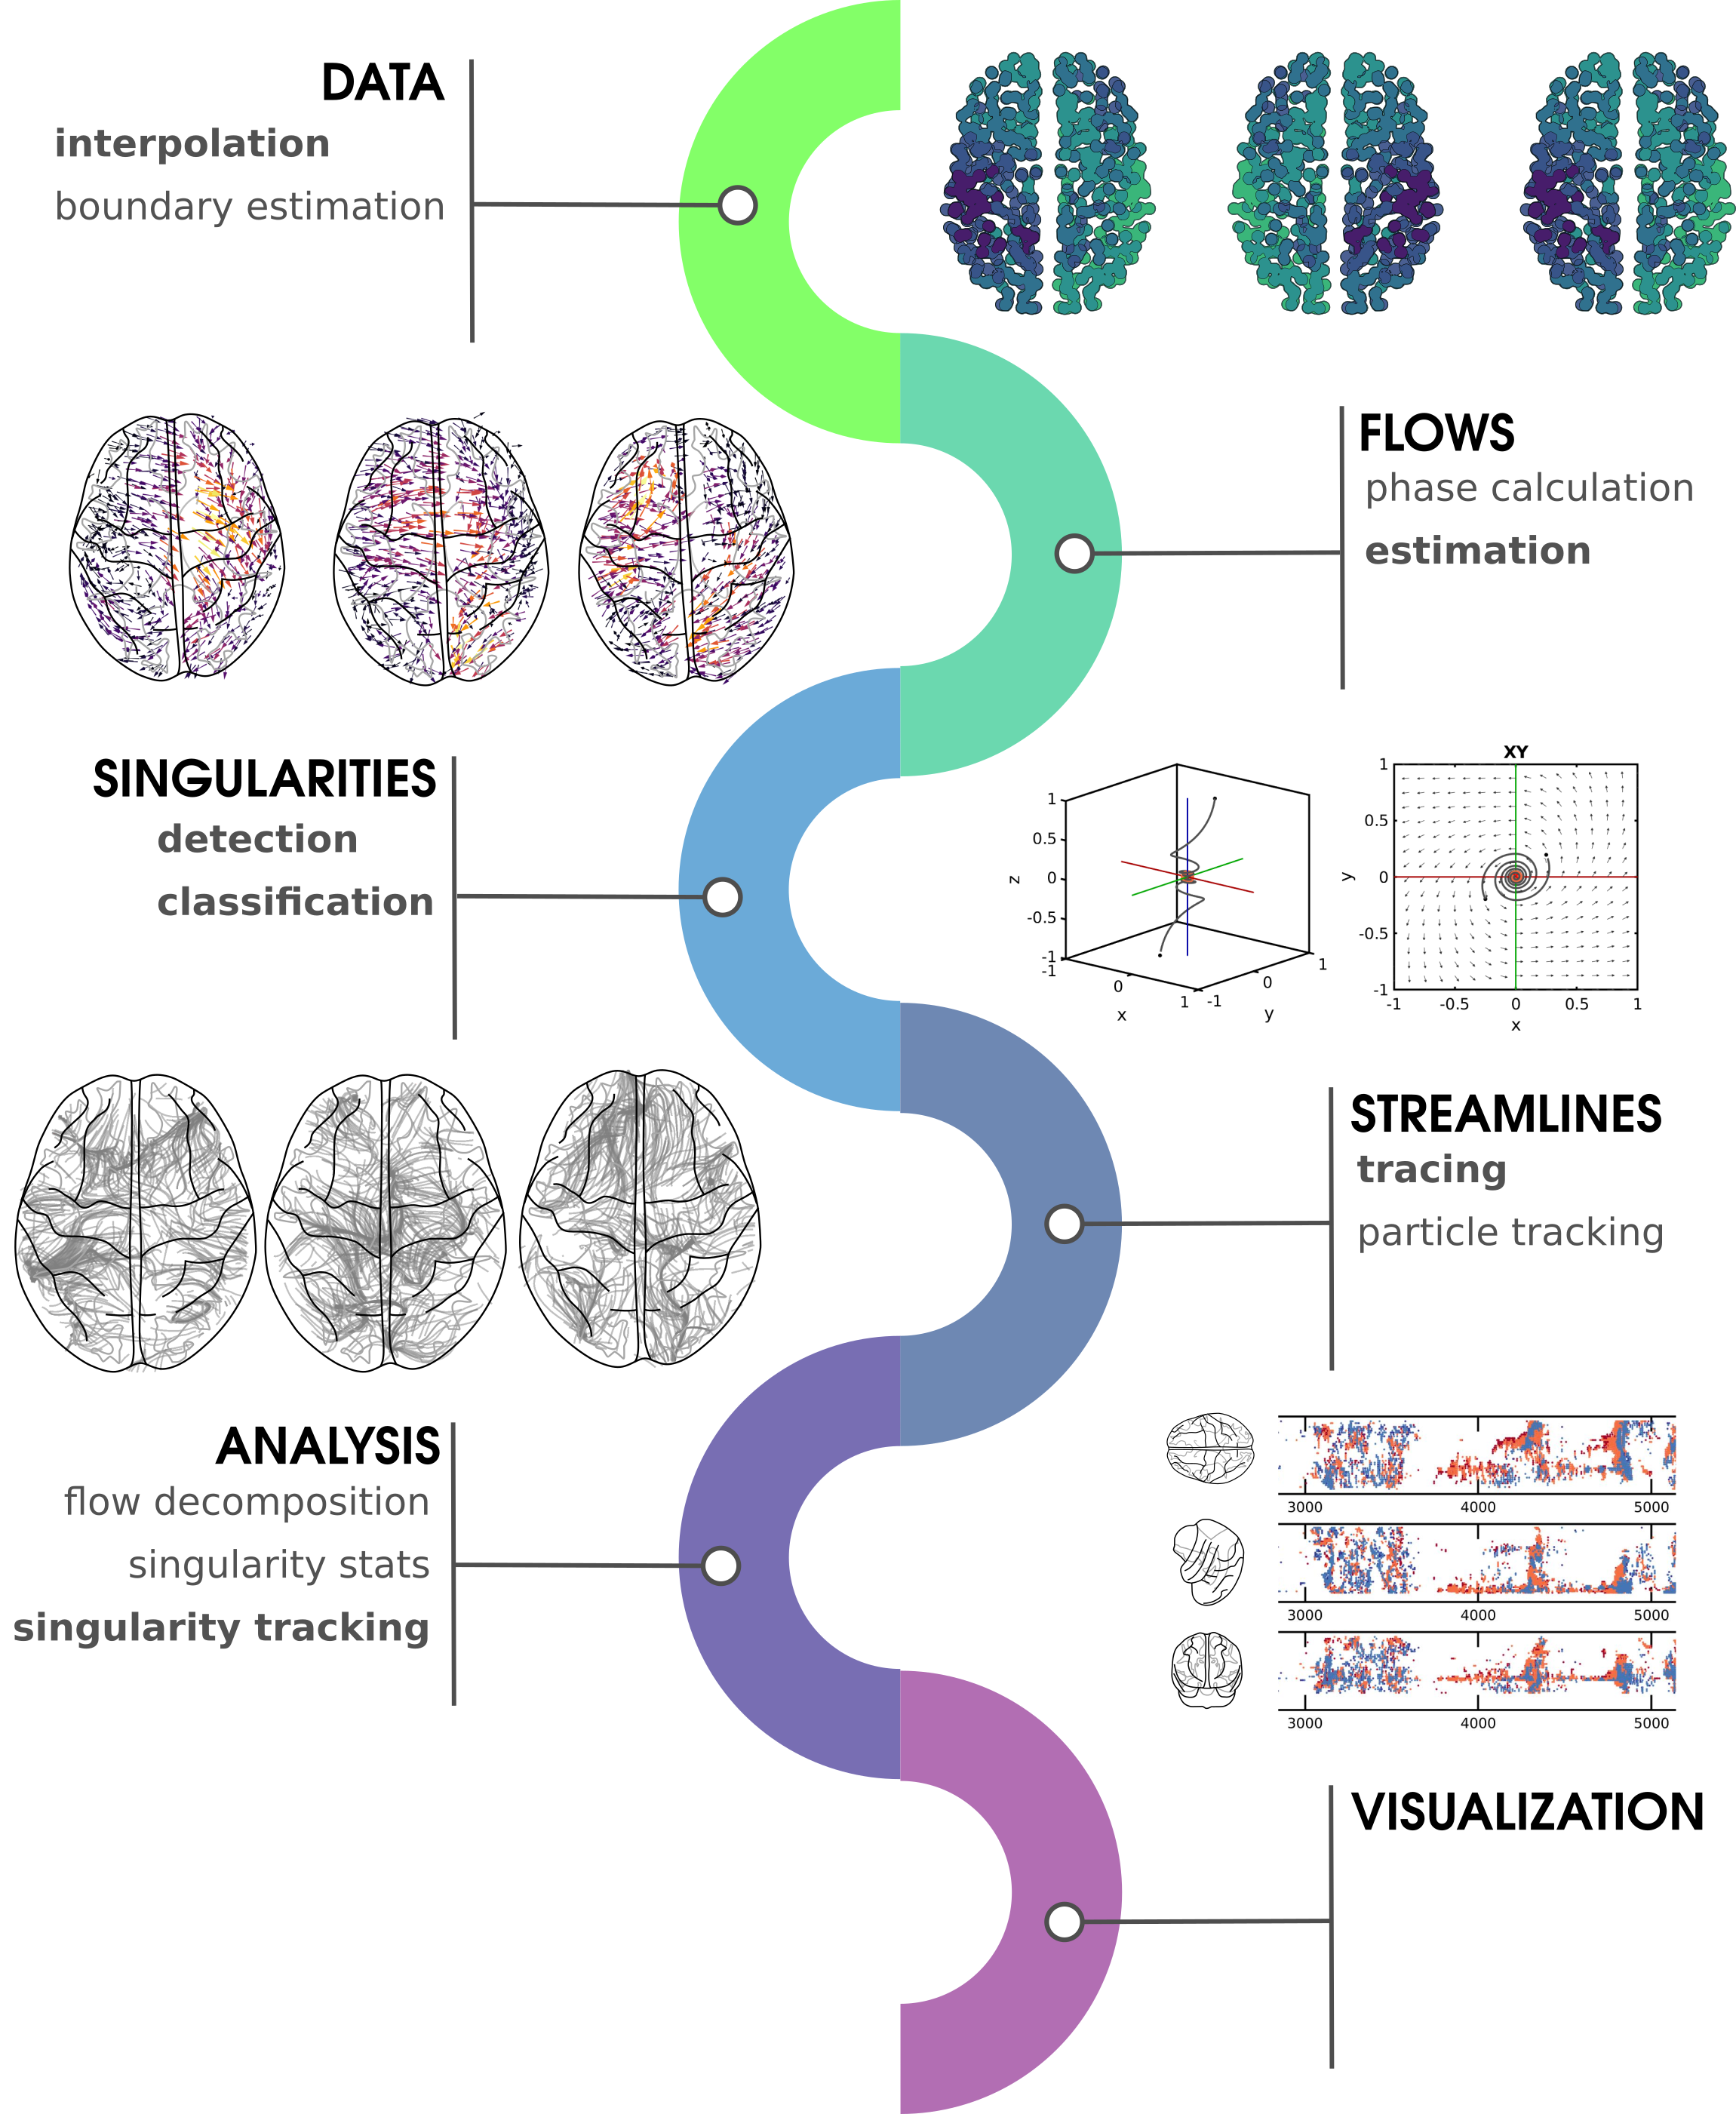 DATA
interpolation
boundary estimation
FLOWS
phase calculation
estimation
SINGULARITIES
detection
classification
1
0.5
0
-0.5
-1
z
-1
0
1
x
-1
0
1
y
XY
1
0.5
0
-0.5
-1
y
-1
-0.5
0
0.5
1
x
STREAMLINES
tracing
particle tracking
ANALYSIS
flow decomposition
singularity stats
singularity tracking
3000 4000 5000
3000 4000 5000
3000 4000 5000
VISUALIZATION